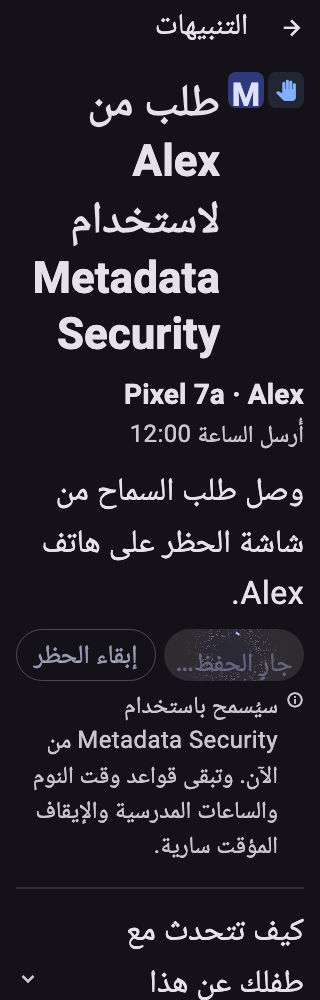 التنبيهات
M
طلب من
Alex
لاستخدام
Metadata
Security
Pixel 7a · Alex
أُرسل الساعة 12:00
وصل طلب السماح من
شاشة الحظر على هاتف
Alex.
جارٍ الحفظ…
إبقاء الحظر
سيُسمح باستخدام
Metadata Security من
الآن. وتبقى قواعد وقت النوم
والساعات المدرسية والإيقاف
المؤقت سارية.
كيف تتحدث مع
طفلك عن هذا